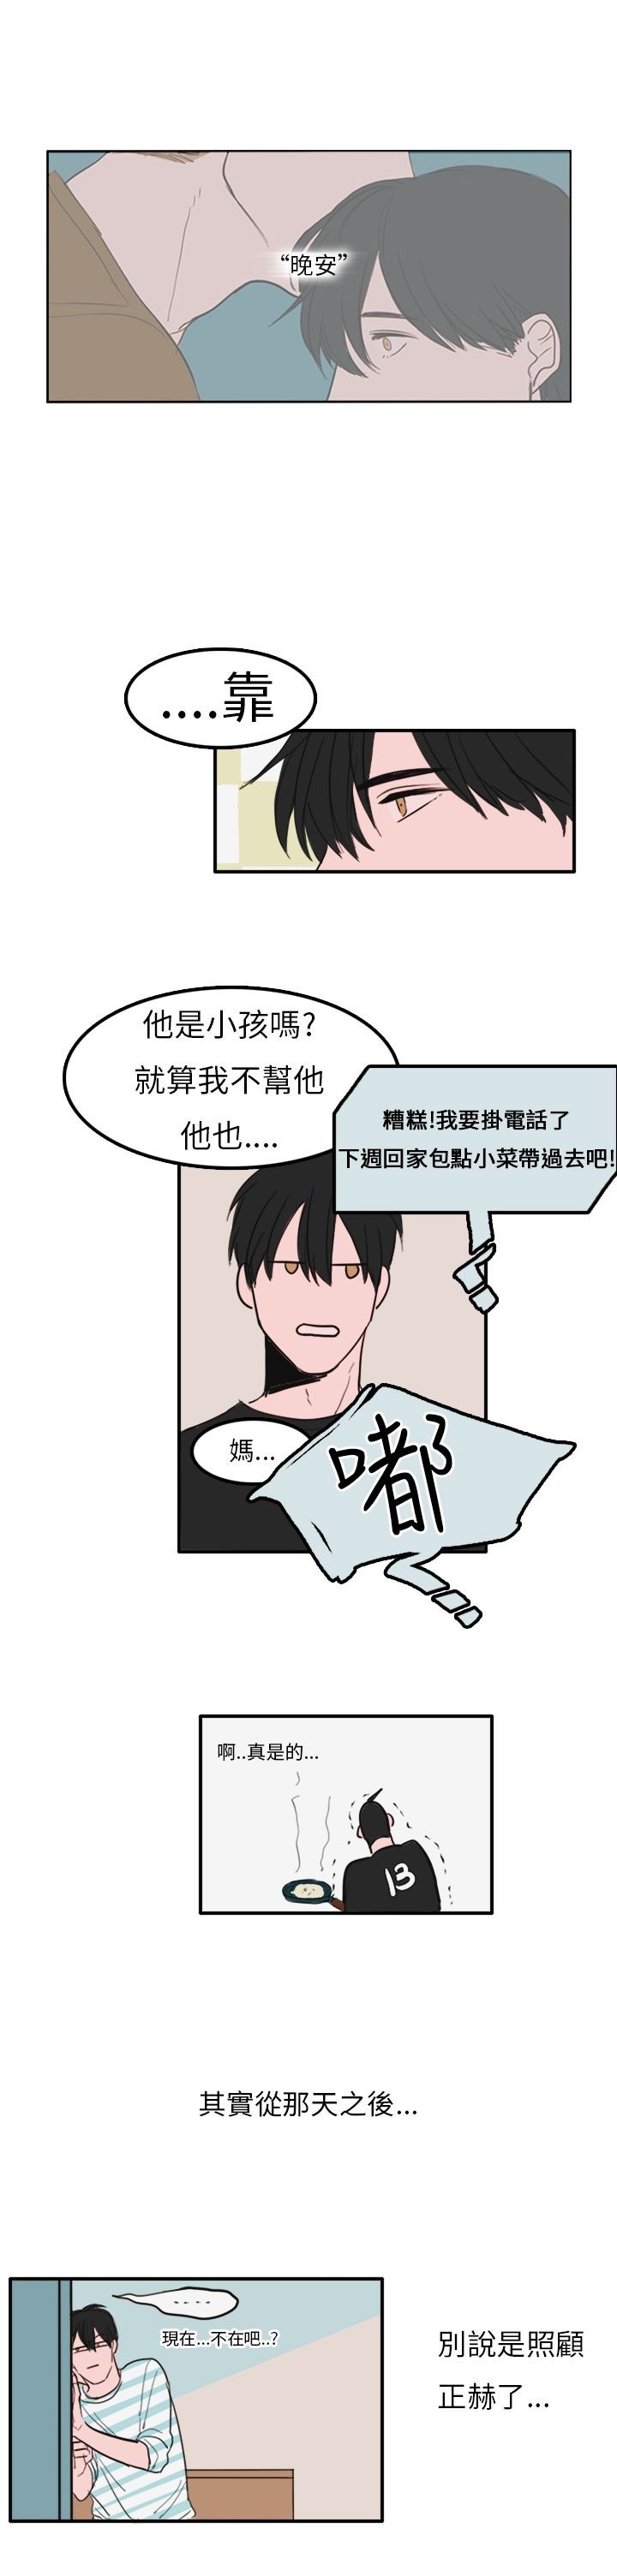 “晚安”
....靠
他是小孩嗎?
就算我不幫他
他也....
糟糕!我要掛電話了
下週回家包點小菜帶過去吧!
媽...
嘟
啊..真是的...
13
其實從那天之後...
....
現在...不在吧..?
別說是照顧
正赫了...